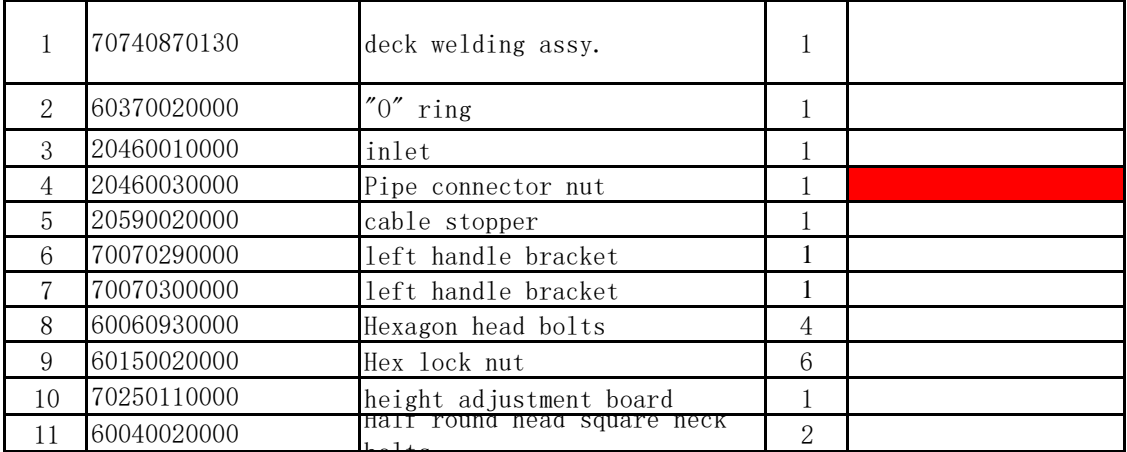 1 70740870130 deck welding assy. 1
2 60370020000 "O" ring 1
3 20460010000 inlet 1
4 20460030000 Pipe connector nut 1
5 20590020000 cable stopper 1
6 70070290000 left handle bracket 1
7 70070300000 left handle bracket 1
8 60060930000 Hexagon head bolts 4
9 60150020000 Hex lock nut 6
10 70250110000 height adjustment board 1
11 60040020000 Half round head square neck 2